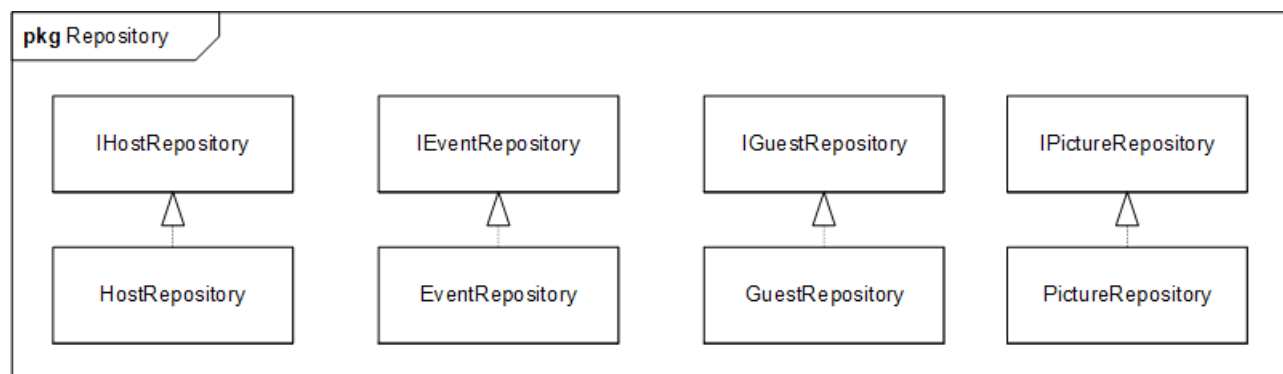 pkg Repository
IHostRepository
IEventRepository
IGuestRepository
IPictureRepository
HostRepository
EventRepository
GuestRepository
PictureRepository